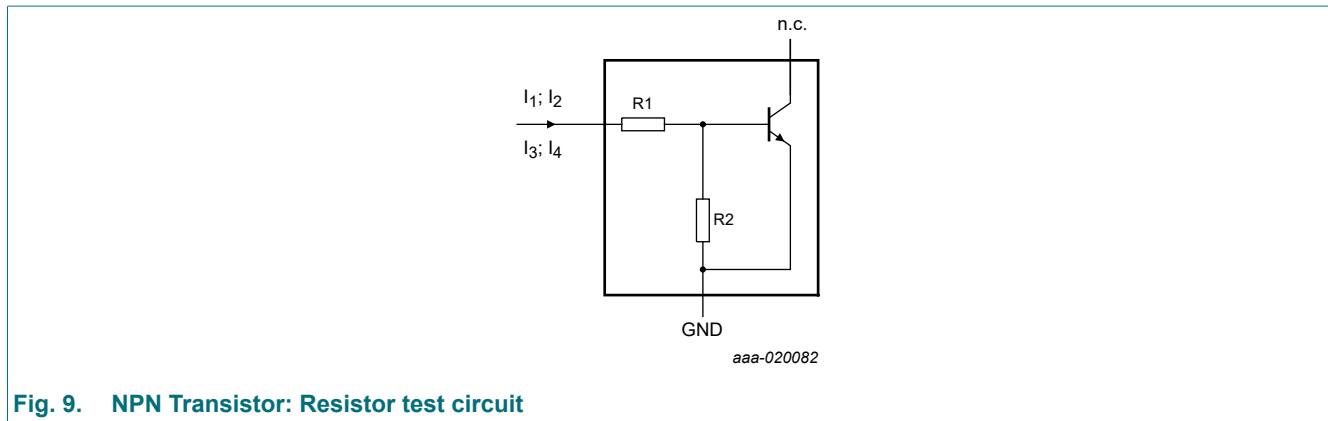 n.c.
I1; I2
R1
I3; I4
R2
GND
aaa-020082
Fig. 9. NPN Transistor: Resistor test circuit